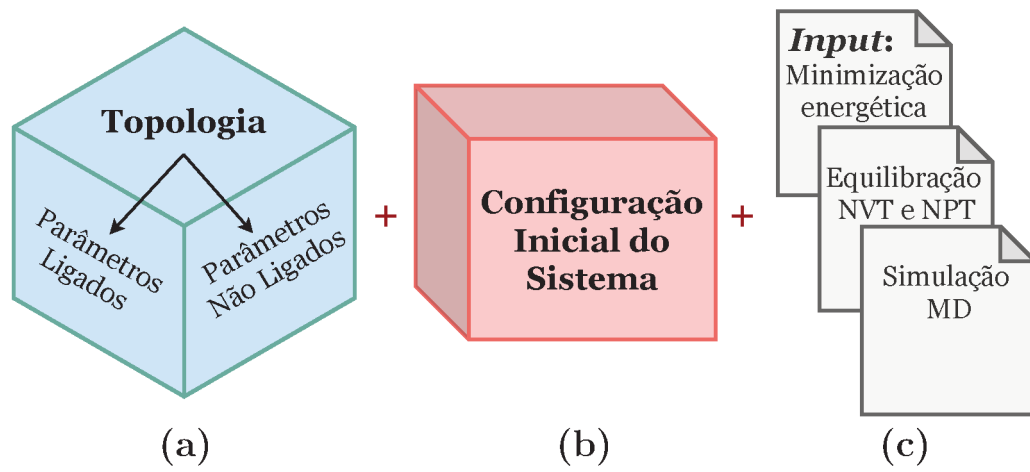 Topologia
Parâmetros
Ligados
Parâmetros
Não Ligados
+
Configuração
Inicial do
Sistema
+
Input:
Minimização
energética
Equilibração
NVT e NPT
Simulação
MD
(a)
(b)
(c)